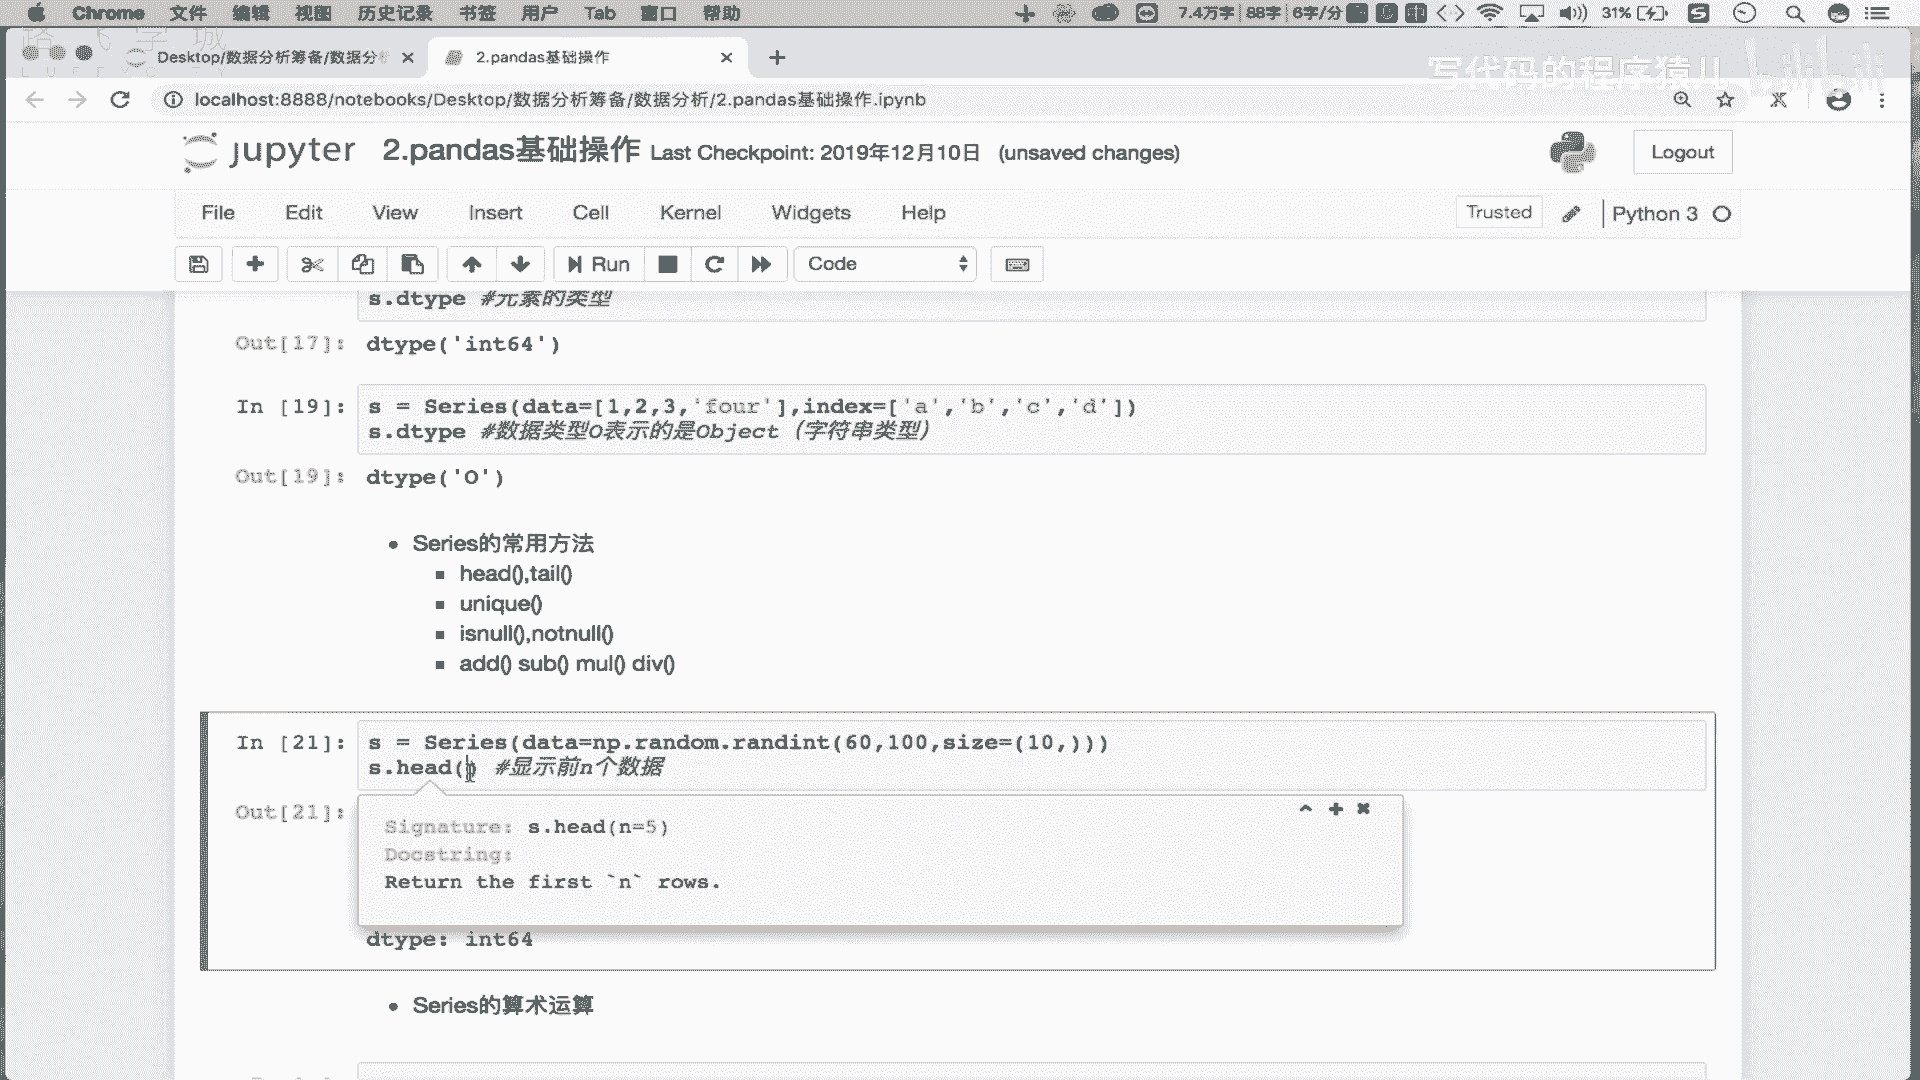 Chrome 文件 编辑 视图 历史记录 书签 用户 Tab 窗口 帮助 7.4万字 88字 6字/分 31%
Desktop/数据分析筹备/数据分析
2.pandas基础操作
写代码的程序猿儿 bilibili
localhost:8888/notebooks/Desktop/数据分析筹备/数据分析/2.pandas基础操作.ipynb
jupyter 2.pandas基础操作 Last Checkpoint: 2019年12月10日 (unsaved changes)
Logout
File Edit View Insert Cell Kernel Widgets Help
Trusted Python 3
Run Code
s.dtype #元素的类型
Out[17]: dtype('int64')
In [19]: s = Series(data=[1,2,3,'four'],index=['a','b','c','d'])
s.dtype #数据类型O表示的是Object（字符串类型）
Out[19]: dtype('O')
Series的常用方法
head(),tail()
unique()
isnull(),notnull()
add() sub() mul() div()
In [21]: s = Series(data=np.random.randint(60,100,size=(10,)))
s.head() #显示前n个数据
Out[21]:
Signature: s.head(n=5)
Docstring:
Return the first `n` rows.
dtype: int64
Series的算术运算